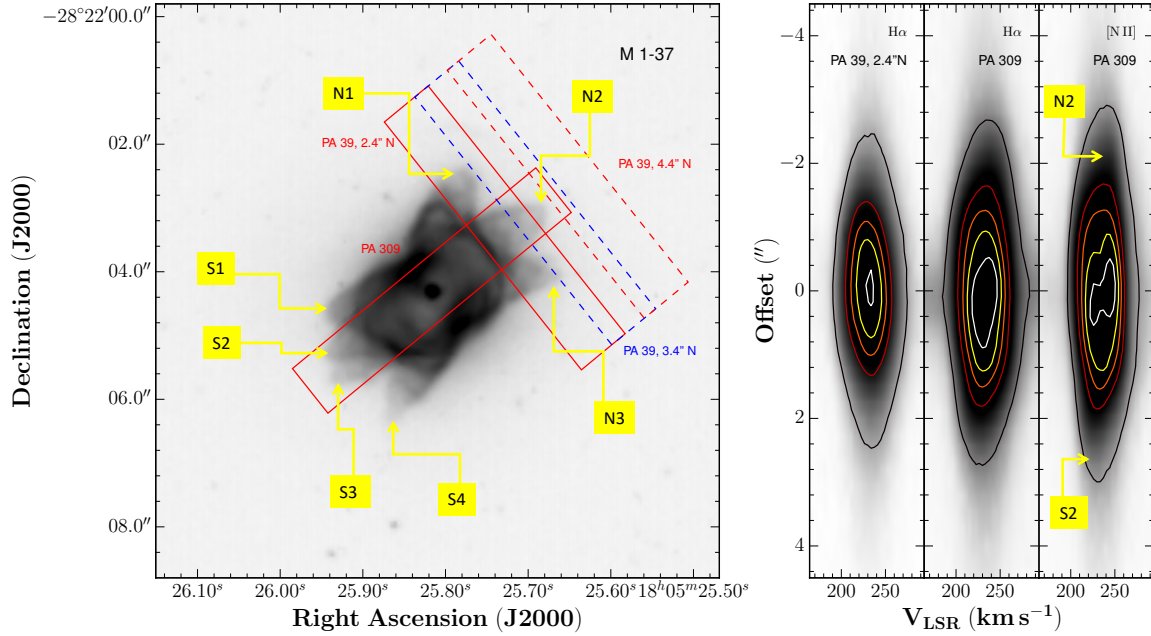 −28°22′00.0″
02.0″
04.0″
06.0″
08.0″
Declination (J2000)
M 1-37
N1
N2
PA 39, 2.4" N
PA 39, 4.4" N
PA 309
S1
S2
PA 39, 3.4" N
N3
S3
S4
26.10ˢ 26.00ˢ 25.90ˢ 25.80ˢ 25.70ˢ 25.60ˢ 18ʰ05ᵐ25.50ˢ
Right Ascension (J2000)
−4
−2
0
2
4
Offset (″)
Hα
PA 39, 2.4"N
Hα
PA 309
[N II]
PA 309
N2
S2
200 250 200 250 200 250
V_LSR (km s⁻¹)